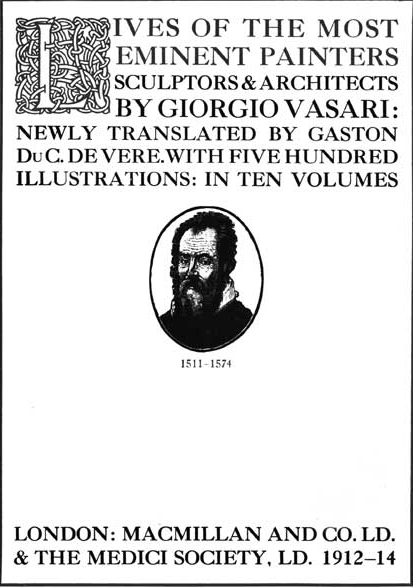 LIVES OF THE MOST
EMINENT PAINTERS
SCULPTORS & ARCHITECTS
BY GIORGIO VASARI:
NEWLY TRANSLATED BY GASTON
DU C. DE VERE. WITH FIVE HUNDRED
ILLUSTRATIONS: IN TEN VOLUMES
1511-1574
LONDON: MACMILLAN AND CO. LD.
& THE MEDICI SOCIETY, LD. 1912–14